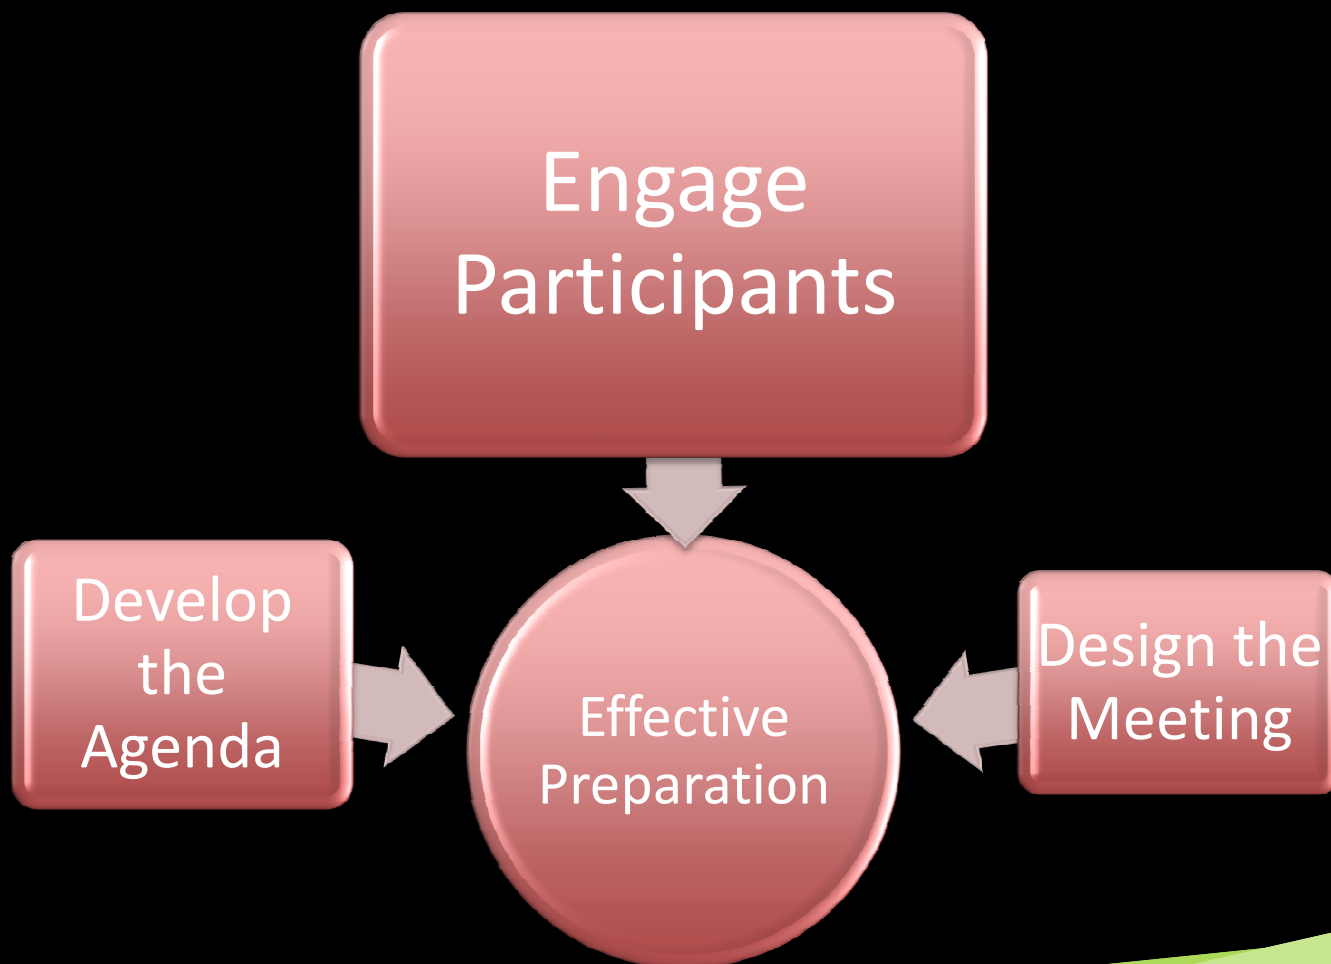 Engage
Participants
Develop
the
Agenda
Effective
Preparation
Design the
Meeting